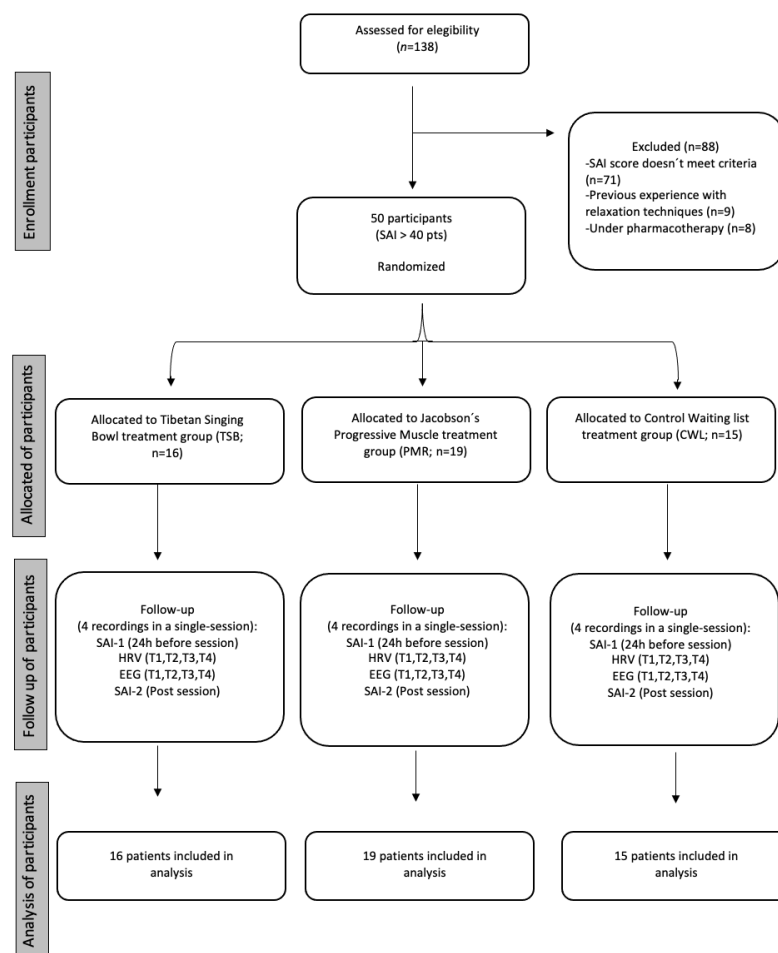 Enrollment participants
Assessed for elegibility
(n=138)
Excluded (n=88)
-SAI score doesn´t meet criteria
(n=71)
-Previous experience with
relaxation techniques (n=9)
-Under pharmacotherapy (n=8)
50 participants
(SAI > 40 pts)
Randomized
Allocated of participants
Allocated to Tibetan Singing
Bowl treatment group (TSB;
n=16)
Allocated to Jacobson´s
Progressive Muscle treatment
group (PMR; n=19)
Allocated to Control Waiting list
treatment group (CWL; n=15)
Follow up of participants
Follow-up
(4 recordings in a single-session):
SAI-1 (24h before session)
HRV (T1,T2,T3,T4)
EEG (T1,T2,T3,T4)
SAI-2 (Post session)
Follow-up
(4 recordings in a single-session):
SAI-1 (24h before session)
HRV (T1,T2,T3,T4)
EEG (T1,T2,T3,T4)
SAI-2 (Post session)
Follow-up
(4 recordings in a single-session):
SAI-1 (24h before session)
HRV (T1,T2,T3,T4)
EEG (T1,T2,T3,T4)
SAI-2 (Post session)
Analysis of participants
16 patients included in
analysis
19 patients included in
analysis
15 patients included in
analysis